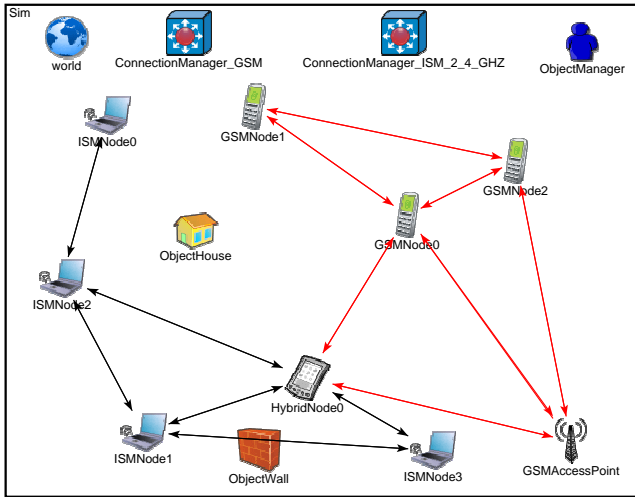 Sim
world
ConnectionManager_GSM
ConnectionManager_ISM_2_4_GHZ
ObjectManager
ISMNode0
GSMNode1
GSMNode2
GSMNode0
ObjectHouse
ISMNode2
HybridNode0
ISMNode1
ObjectWall
ISMNode3
GSMAccessPoint